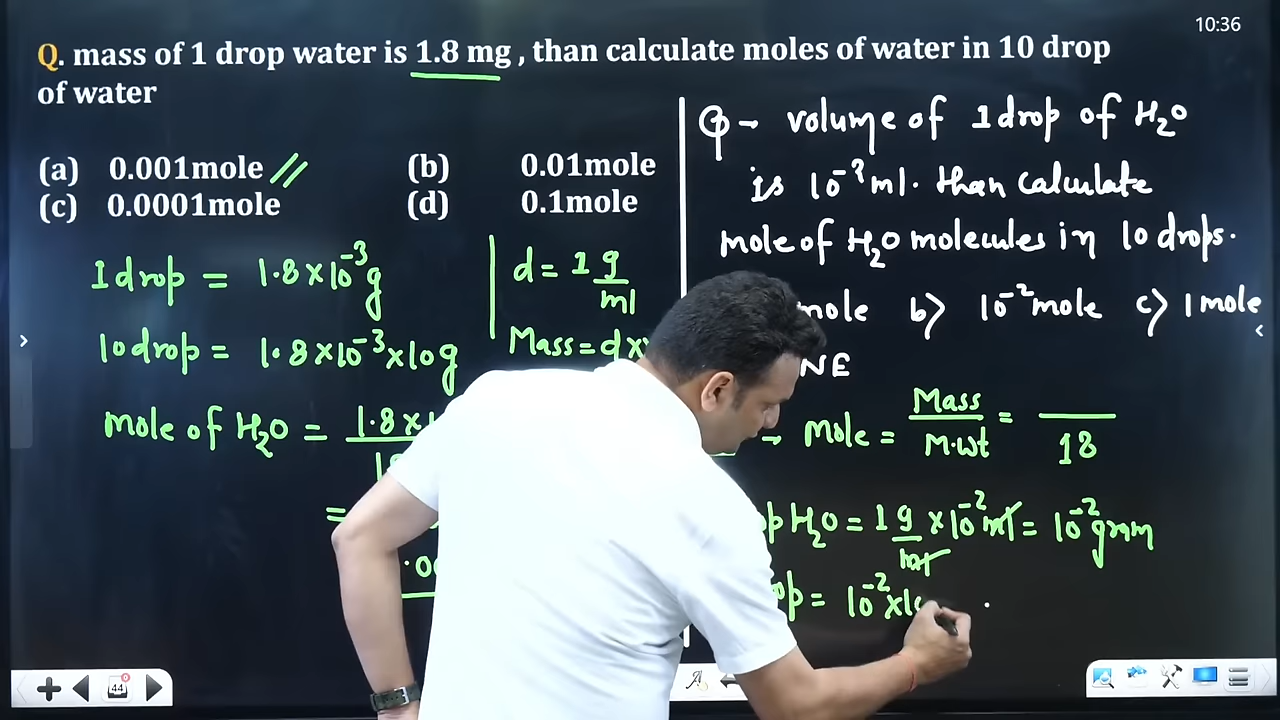 10:36
Q. mass of 1 drop water is 1.8 mg , than calculate moles of water in 10 drop
of water
(a) 0.001mole (b) 0.01mole
(c) 0.0001mole (d) 0.1mole
1 drop = 1.8×10⁻³g
10 drop = 1.8×10⁻³×10 g
mole of H₂O = 1.8×
=
d = 1 g/ml
Mass = d×
Q → volume of 1 drop of H₂O
is 10⁻³ ml. than calculate
mole of H₂O molecules in 10 drops.
mole b) 10⁻² mole c) 1 mole
NE
→ Mole = Mass/M.wt = /18
H₂O = 1 g/ml × 10⁻² ml = 10⁻² gram
= 10⁻²×
44